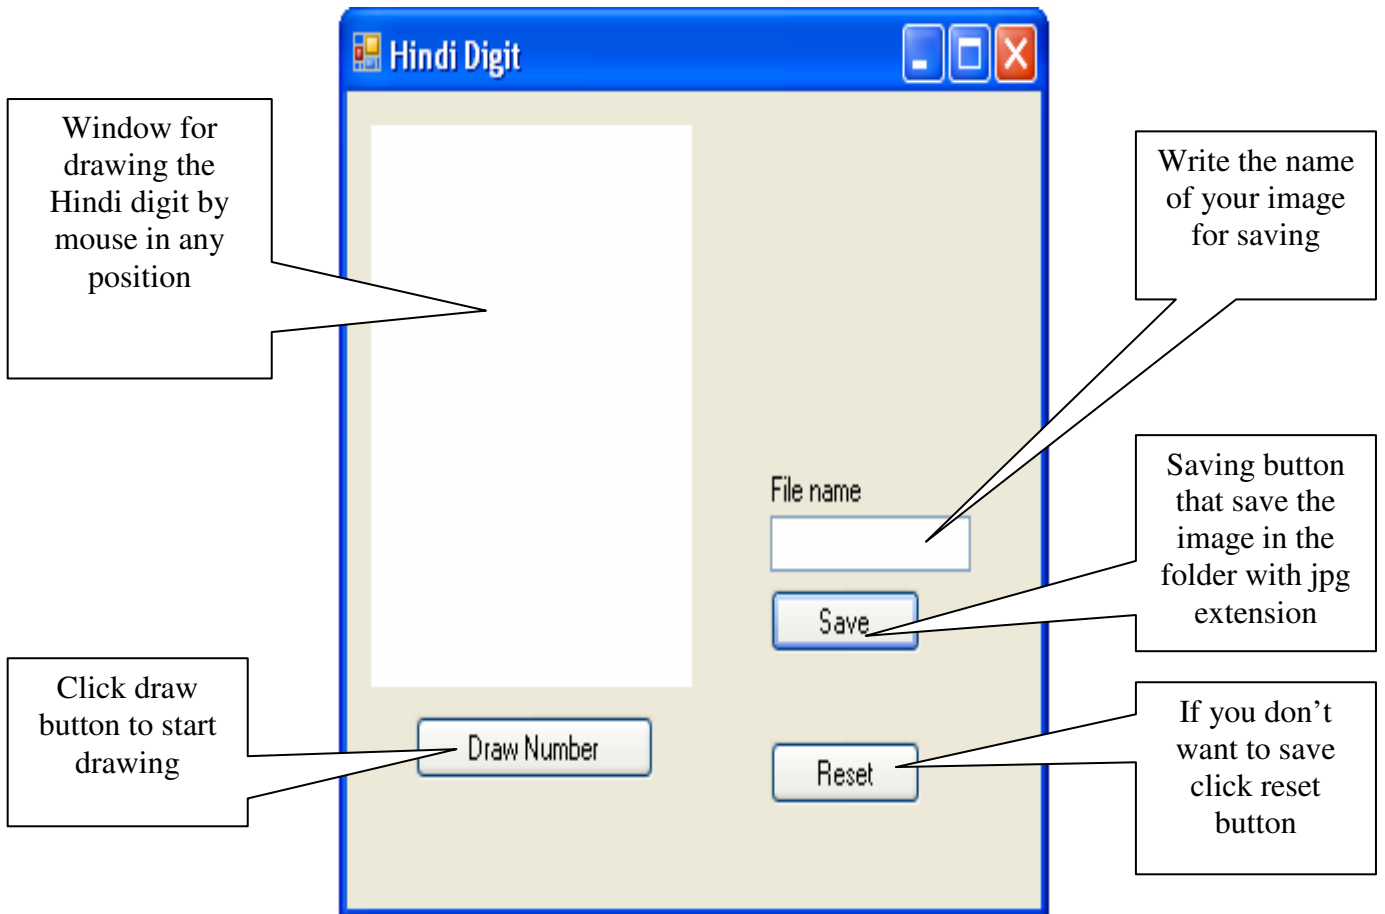 Hindi Digit
Window for
drawing the
Hindi digit by
mouse in any
position
Write the name
of your image
for saving
File name
Saving button
that save the
image in the
folder with jpg
extension
Save
Click draw
button to start
drawing
Draw Number
If you don’t
want to save
click reset
button
Reset